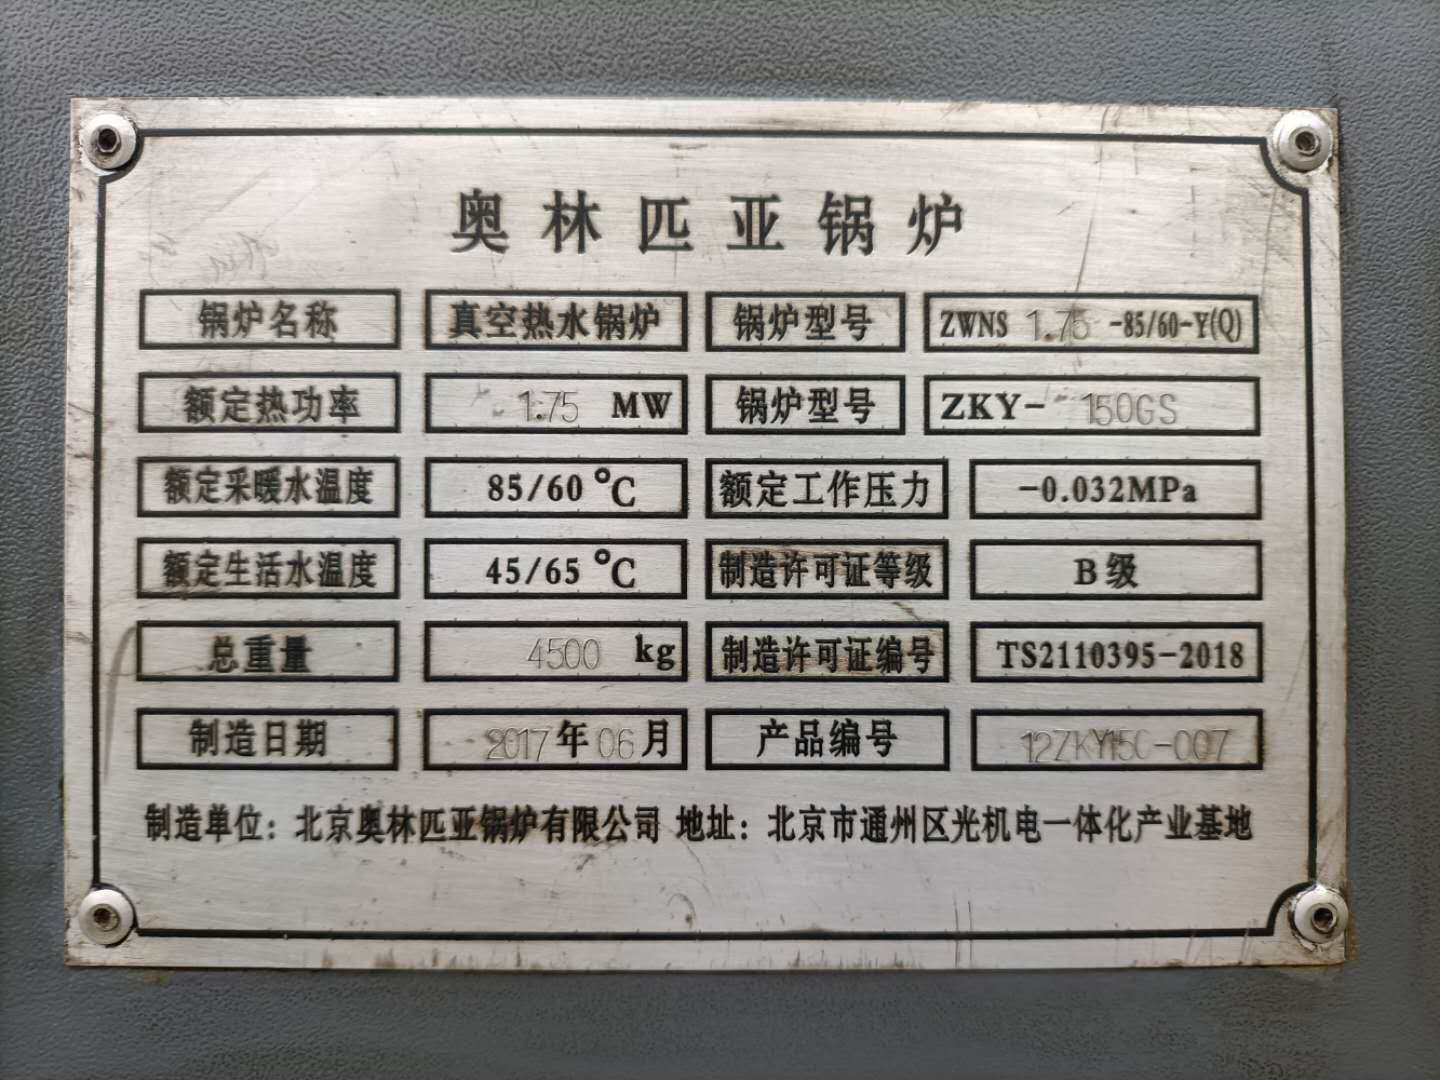 奥林匹亚锅炉
锅炉名称 真空热水锅炉 锅炉型号 ZWNS 1.75 -85/60-Y(Q)
额定热功率 1.75 MW 锅炉型号 ZKY- 150GS
额定采暖水温度 85/60 ℃ 额定工作压力 -0.032MPa
额定生活水温度 45/65 ℃ 制造许可证等级 B级
总重量 4500 kg 制造许可证编号 TS2110395-2018
制造日期 2017年06月 产品编号 12ZKY150-007
制造单位：北京奥林匹亚锅炉有限公司 地址：北京市通州区光机电一体化产业基地